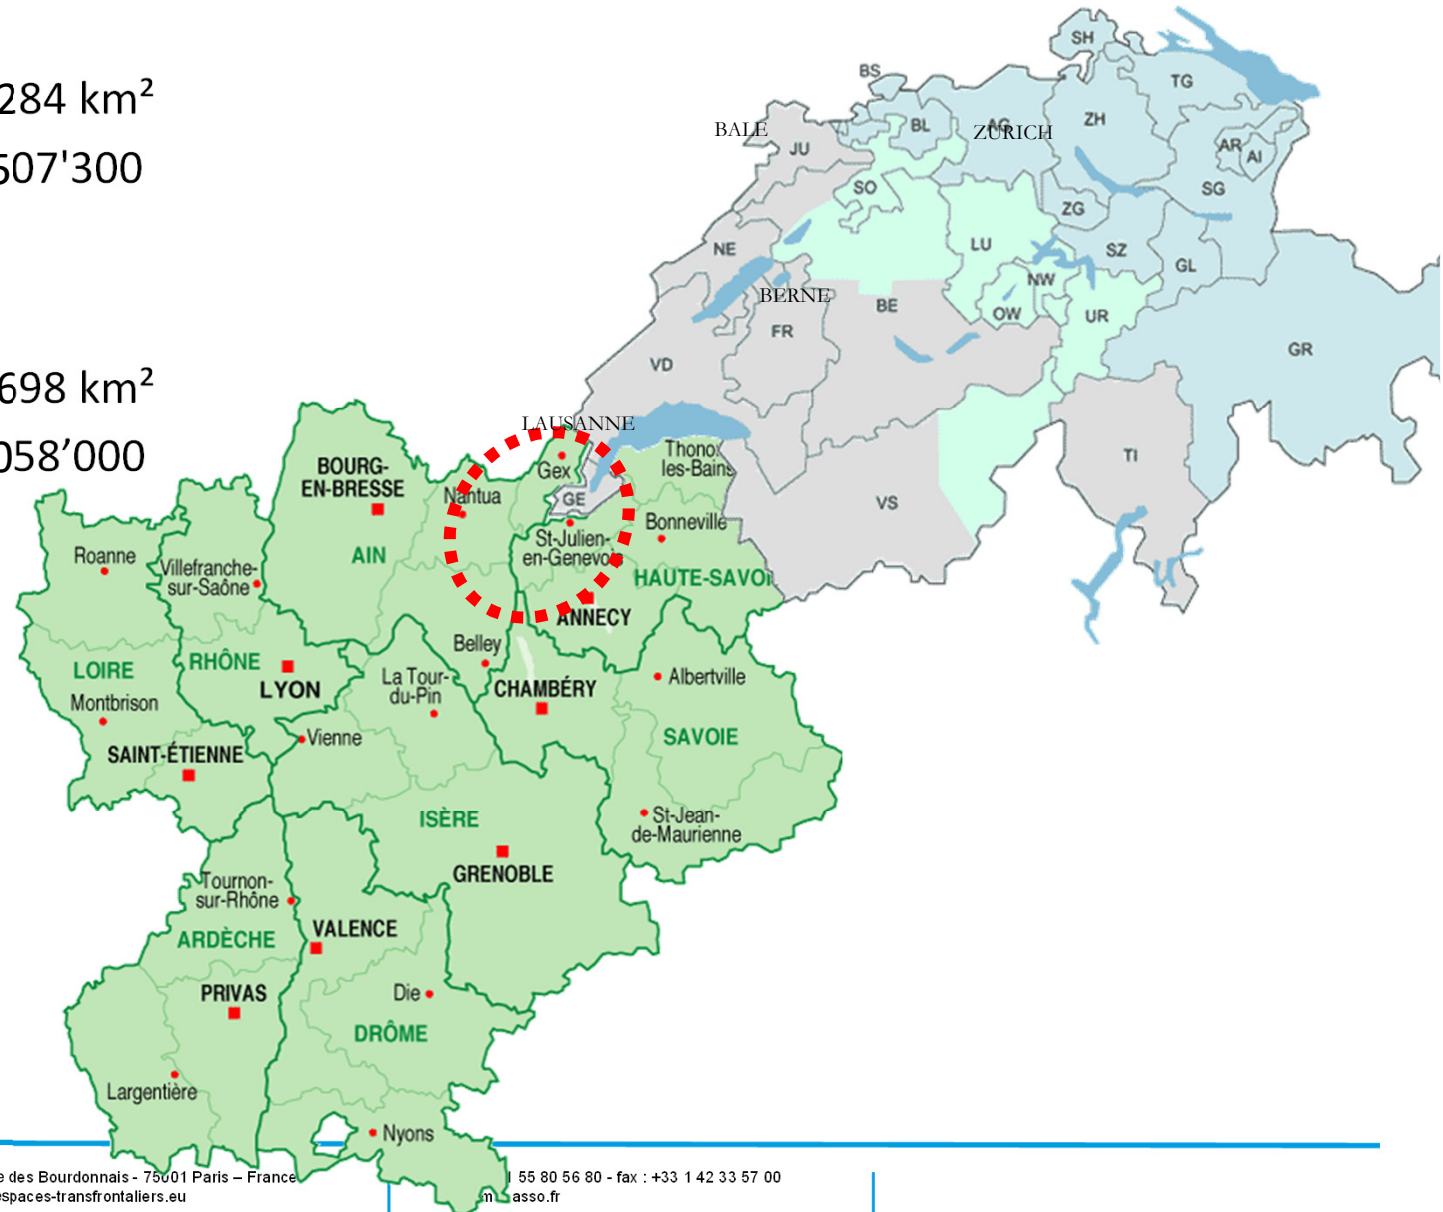 284 km²
507'300
698 km²
058’000
SH
BS
TG
BALE
BL
AG
ZURICH
ZH
JU
AR
AI
SO
SG
ZG
NE
LU
SZ
GL
NW
BERNE
BE
OW
UR
FR
GR
VD
LAUSANNE
TI
VS
GE
Gex
Thonon
les-Bains
BOURG-
EN-BRESSE
Nantua
Bonneville
St-Julien-
en-Genevois
Roanne
AIN
Villefranche-
sur-Saône
HAUTE-SAVOI
ANNECY
Belley
LOIRE
RHÔNE
LYON
La Tour-
du-Pin
CHAMBÉRY
Albertville
Montbrison
Vienne
SAVOIE
SAINT-ÉTIENNE
ISÈRE
St-Jean-
de-Maurienne
GRENOBLE
Tournon-
sur-Rhône
VALENCE
ARDÈCHE
PRIVAS
Die
DRÔME
Largentière
Nyons
e des Bourdonnais - 75001 Paris – France
55 80 56 80 - fax : +33 1 42 33 57 00
espaces-transfrontaliers.eu
asso.fr